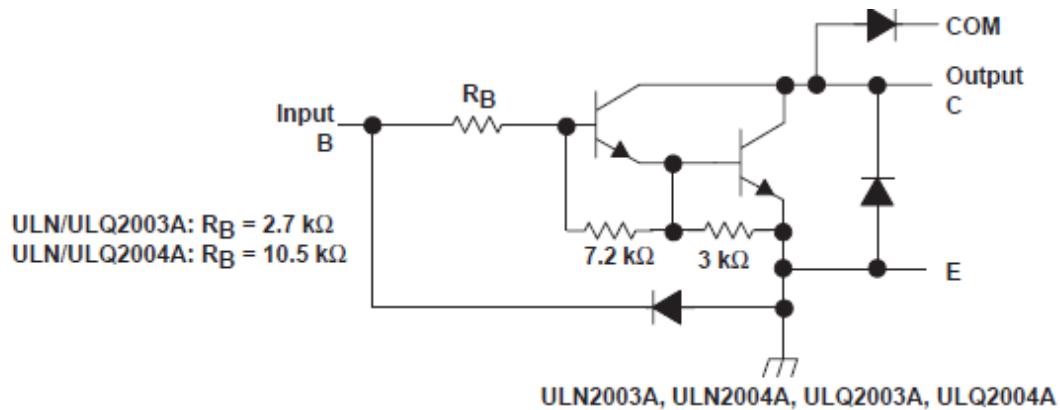 COM
Output
C
RB
Input
B
ULN/ULQ2003A: RB = 2.7 kΩ
ULN/ULQ2004A: RB = 10.5 kΩ
7.2 kΩ
3 kΩ
E
ULN2003A, ULN2004A, ULQ2003A, ULQ2004A